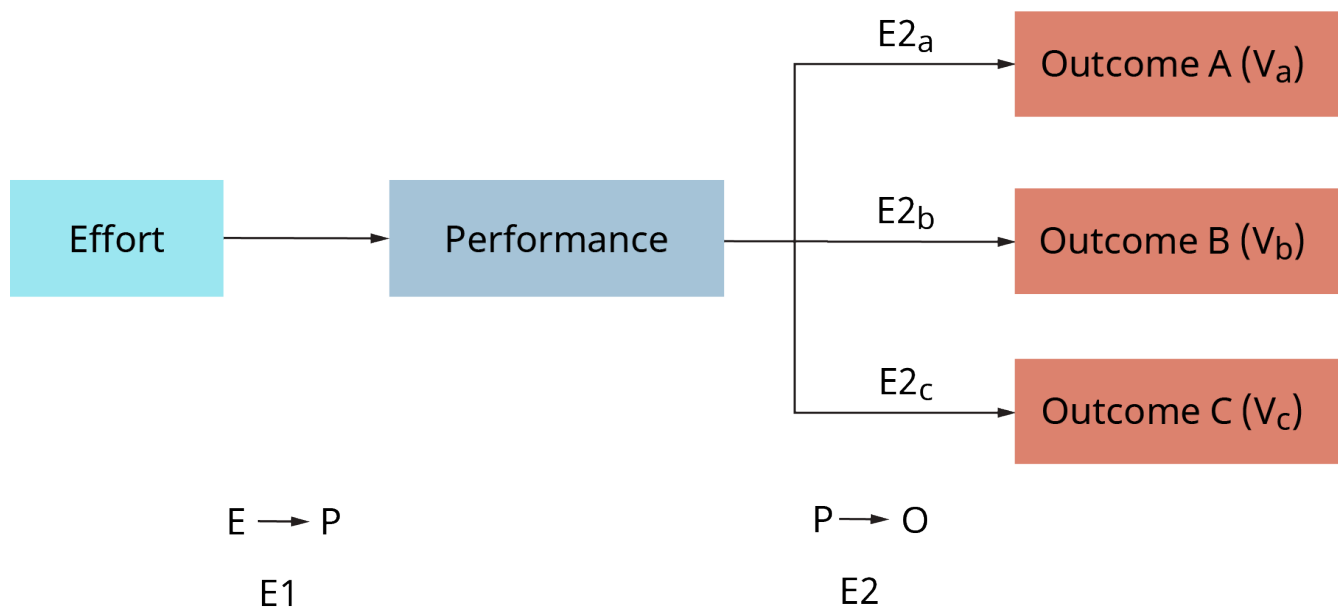 E2a
Outcome A (Va)
Effort
Performance
E2b
Outcome B (Vb)
E2c
Outcome C (Vc)
E → P
P → O
E1
E2